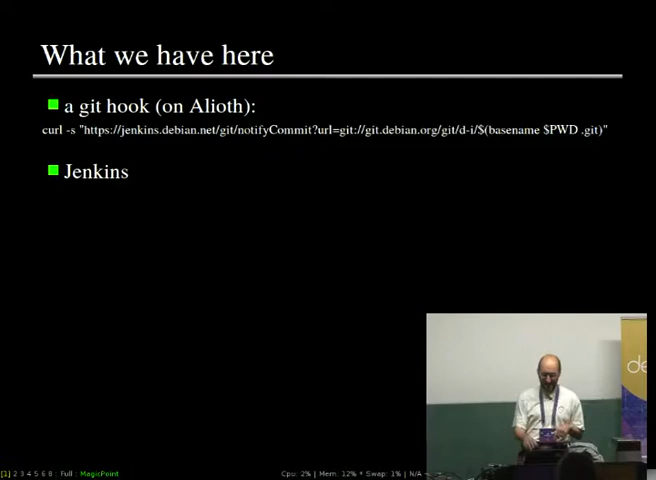 What we have here
a git hook (on Alioth):
curl -s "https://jenkins.debian.net/git/notifyCommit?url=git://git.debian.org/git/d-i/$(basename $PWD .git)"
Jenkins
de
[1] 2 3 4 5 6 8 : Full : MagicPoint
Cpu: 2% | Mem: 12% * Swap: 1% | N/A ~